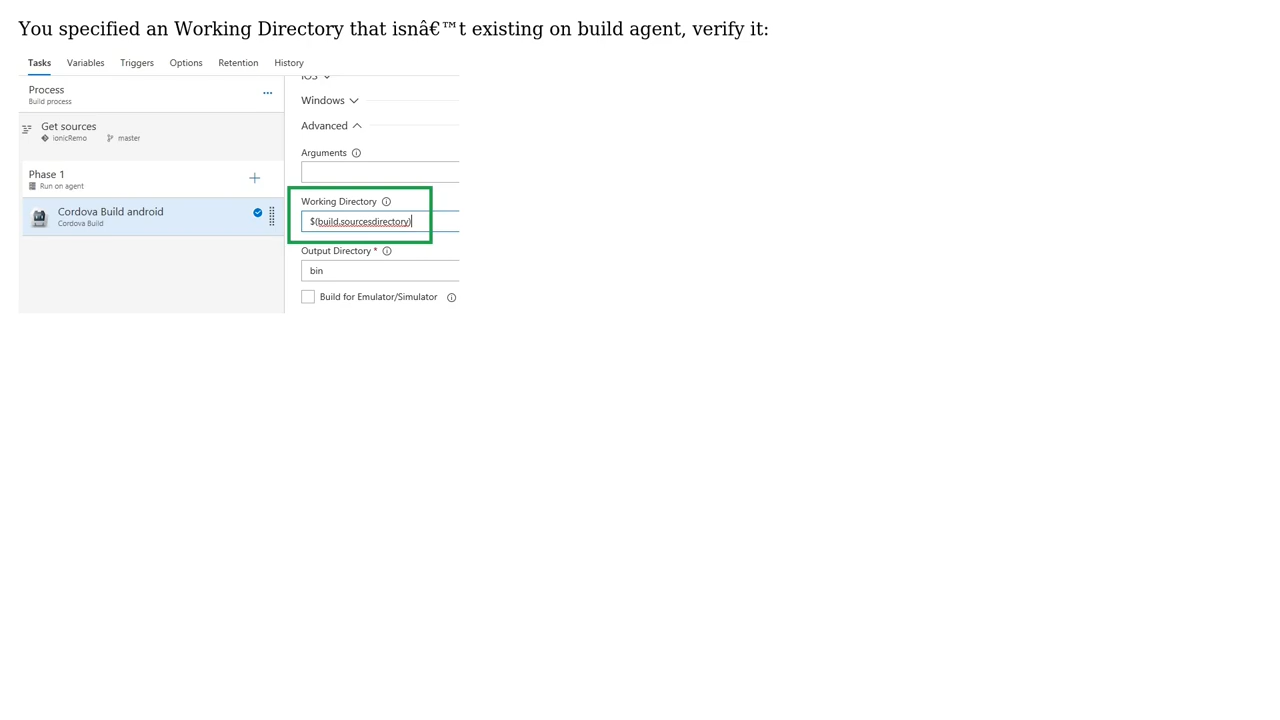 You specified an Working Directory that isnâ€™t existing on build agent, verify it:
Tasks Variables Triggers Options Retention History
Process
Build process
Get sources
ionicRemo master
Phase 1
Run on agent
Cordova Build android
Cordova Build
iOS
Windows
Advanced
Arguments
Working Directory
$(build.sourcesdirectory)
Output Directory *
bin
Build for Emulator/Simulator